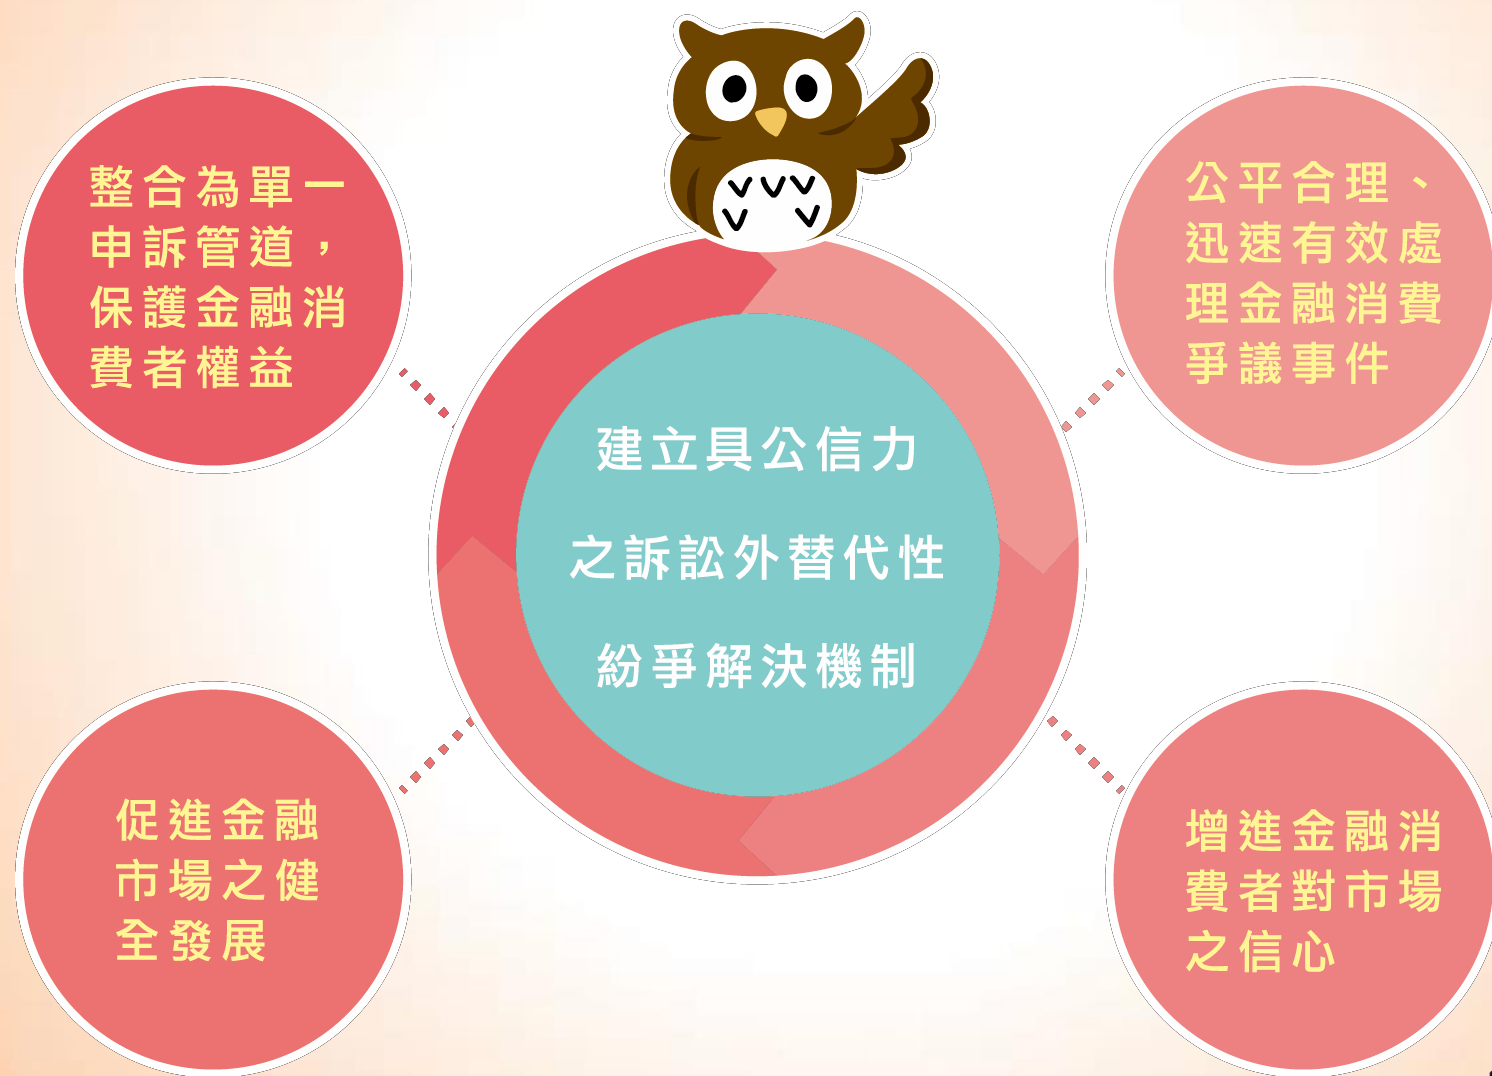 整合為單一
申訴管道，
保護金融消
費者權益
公平合理、
迅速有效處
理金融消費
爭議事件
建立具公信力
之訴訟外替代性
紛爭解決機制
促進金融
市場之健
全發展
增進金融消
費者對市場
之信心